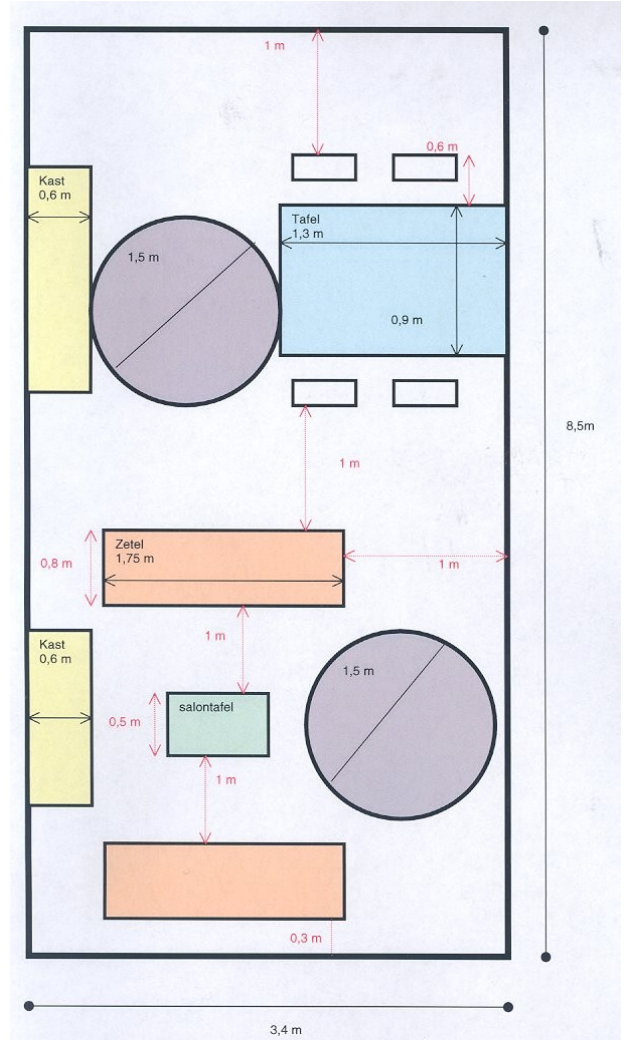 1 m
0,6 m
Kast
0,6 m
Tafel
1,3 m
1,5 m
0,9 m
8,5m
1 m
Zetel
1,75 m
0,8 m
1 m
1 m
Kast
0,6 m
1,5 m
salontafel
0,5 m
1 m
0,3 m
3,4 m